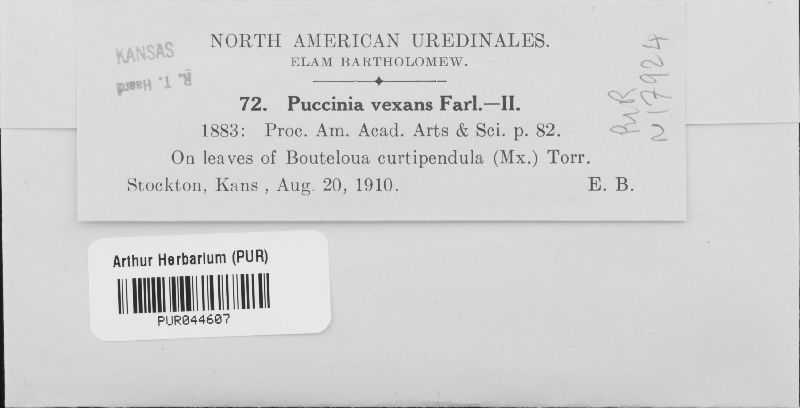 KANSAS
NORTH AMERICAN UREDINALES.
ELAM BARTHOLOMEW.
72. Puccinia vexans Farl.—II.
1883: Proc. Am. Acad. Arts & Sci. p. 82.
On leaves of Bouteloua curtipendula (Mx.) Torr.
Stockton, Kans , Aug. 20, 1910. E. B.
PUR
N17924
Arthur Herbarium (PUR)
PUR044607